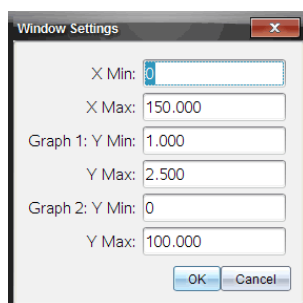 Window Settings
X Min: 0
X Max: 150.000
Graph 1: Y Min: 1.000
Y Max: 2.500
Graph 2: Y Min: 0
Y Max: 100.000
OK Cancel